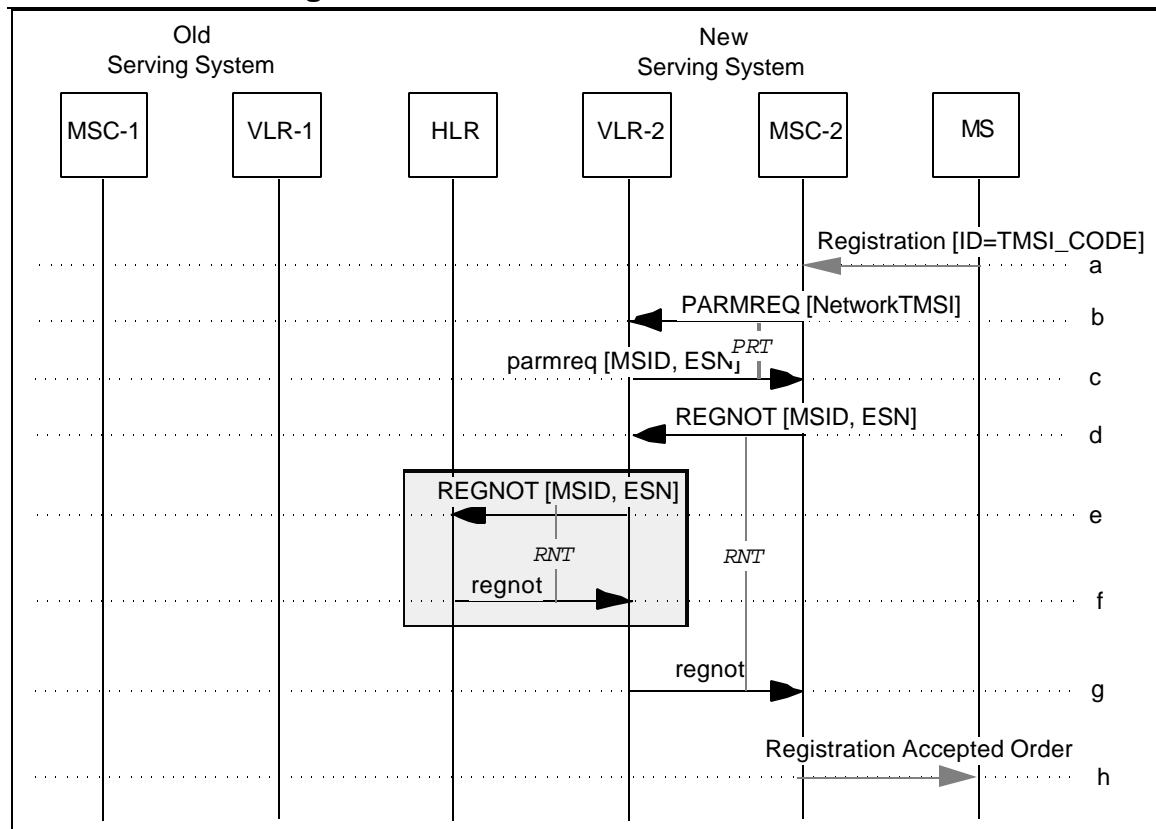 Old
Serving System
New
Serving System
MSC-1
VLR-1
HLR
VLR-2
MSC-2
MS
Registration [ID=TMSI_CODE]
a
PARMREQ [NetworkTMSI]
b
PRT
parmreq [MSID, ESN]
c
REGNOT [MSID, ESN]
d
REGNOT [MSID, ESN]
e
RNT
RNT
regnot
f
regnot
g
Registration Accepted Order
h